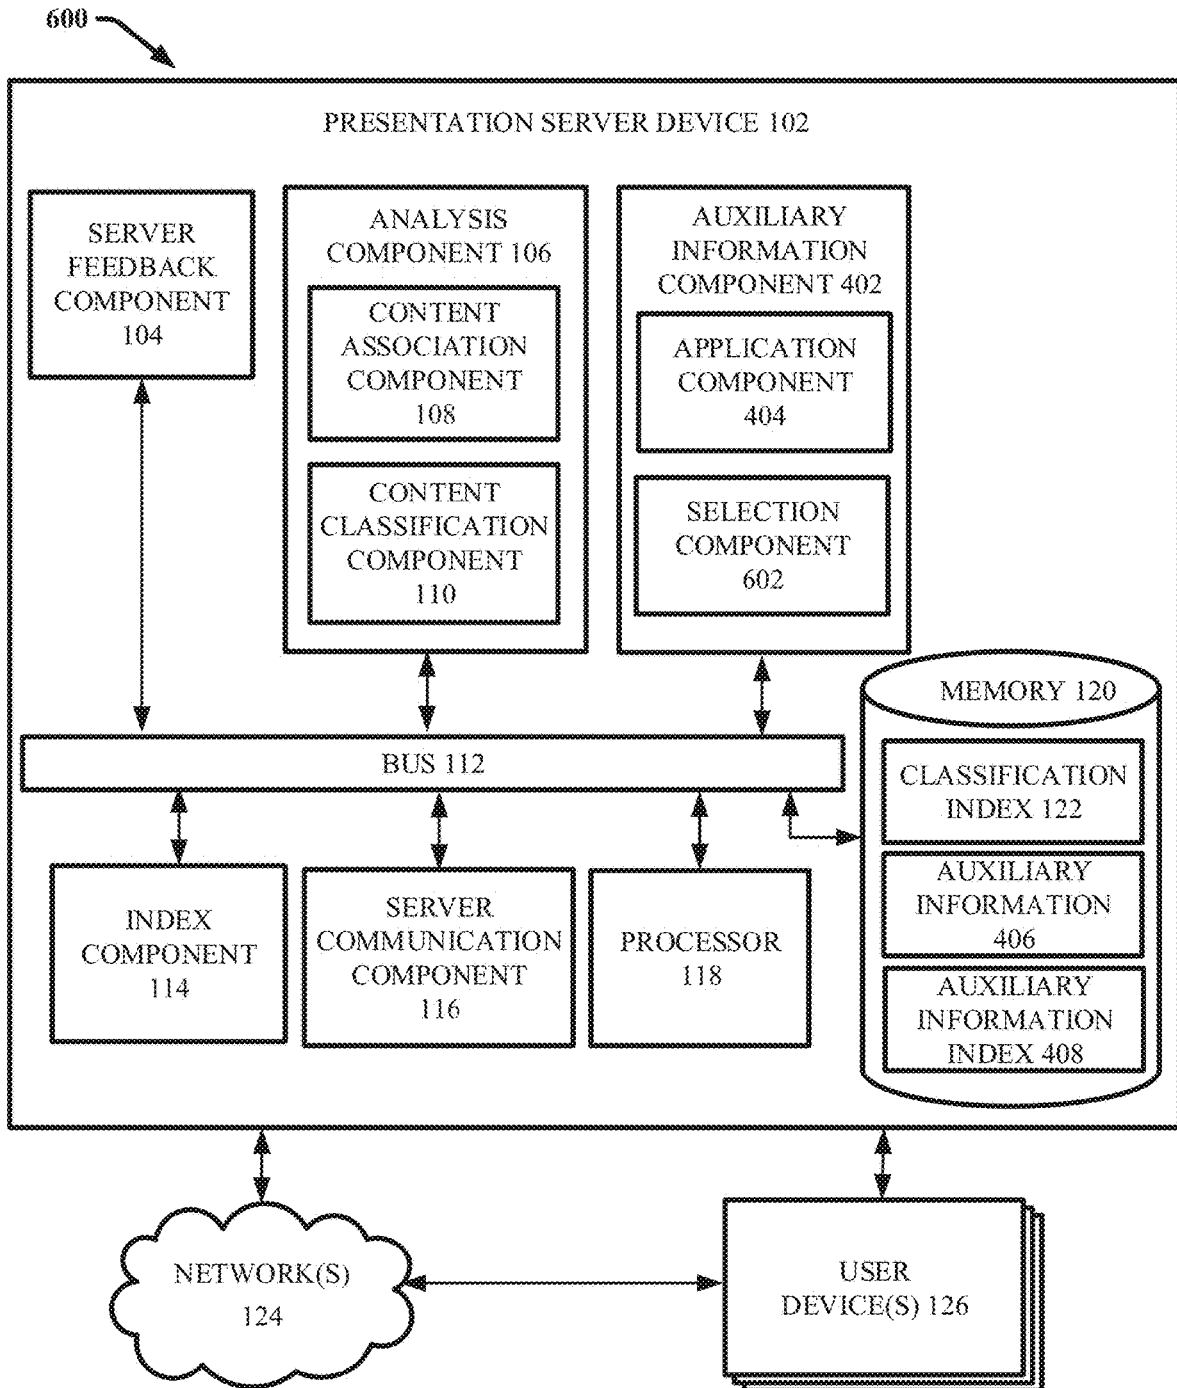 600
PRESENTATION SERVER DEVICE 102
SERVER
FEEDBACK
COMPONENT
104
ANALYSIS
COMPONENT 106
CONTENT
ASSOCIATION
COMPONENT
108
CONTENT
CLASSIFICATION
COMPONENT
110
AUXILIARY
INFORMATION
COMPONENT 402
APPLICATION
COMPONENT
404
SELECTION
COMPONENT
602
MEMORY 120
CLASSIFICATION
INDEX 122
AUXILIARY
INFORMATION
406
AUXILIARY
INFORMATION
INDEX 408
BUS 112
INDEX
COMPONENT
114
SERVER
COMMUNICATION
COMPONENT
116
PROCESSOR
118
NETWORK(S)
124
USER
DEVICE(S) 126